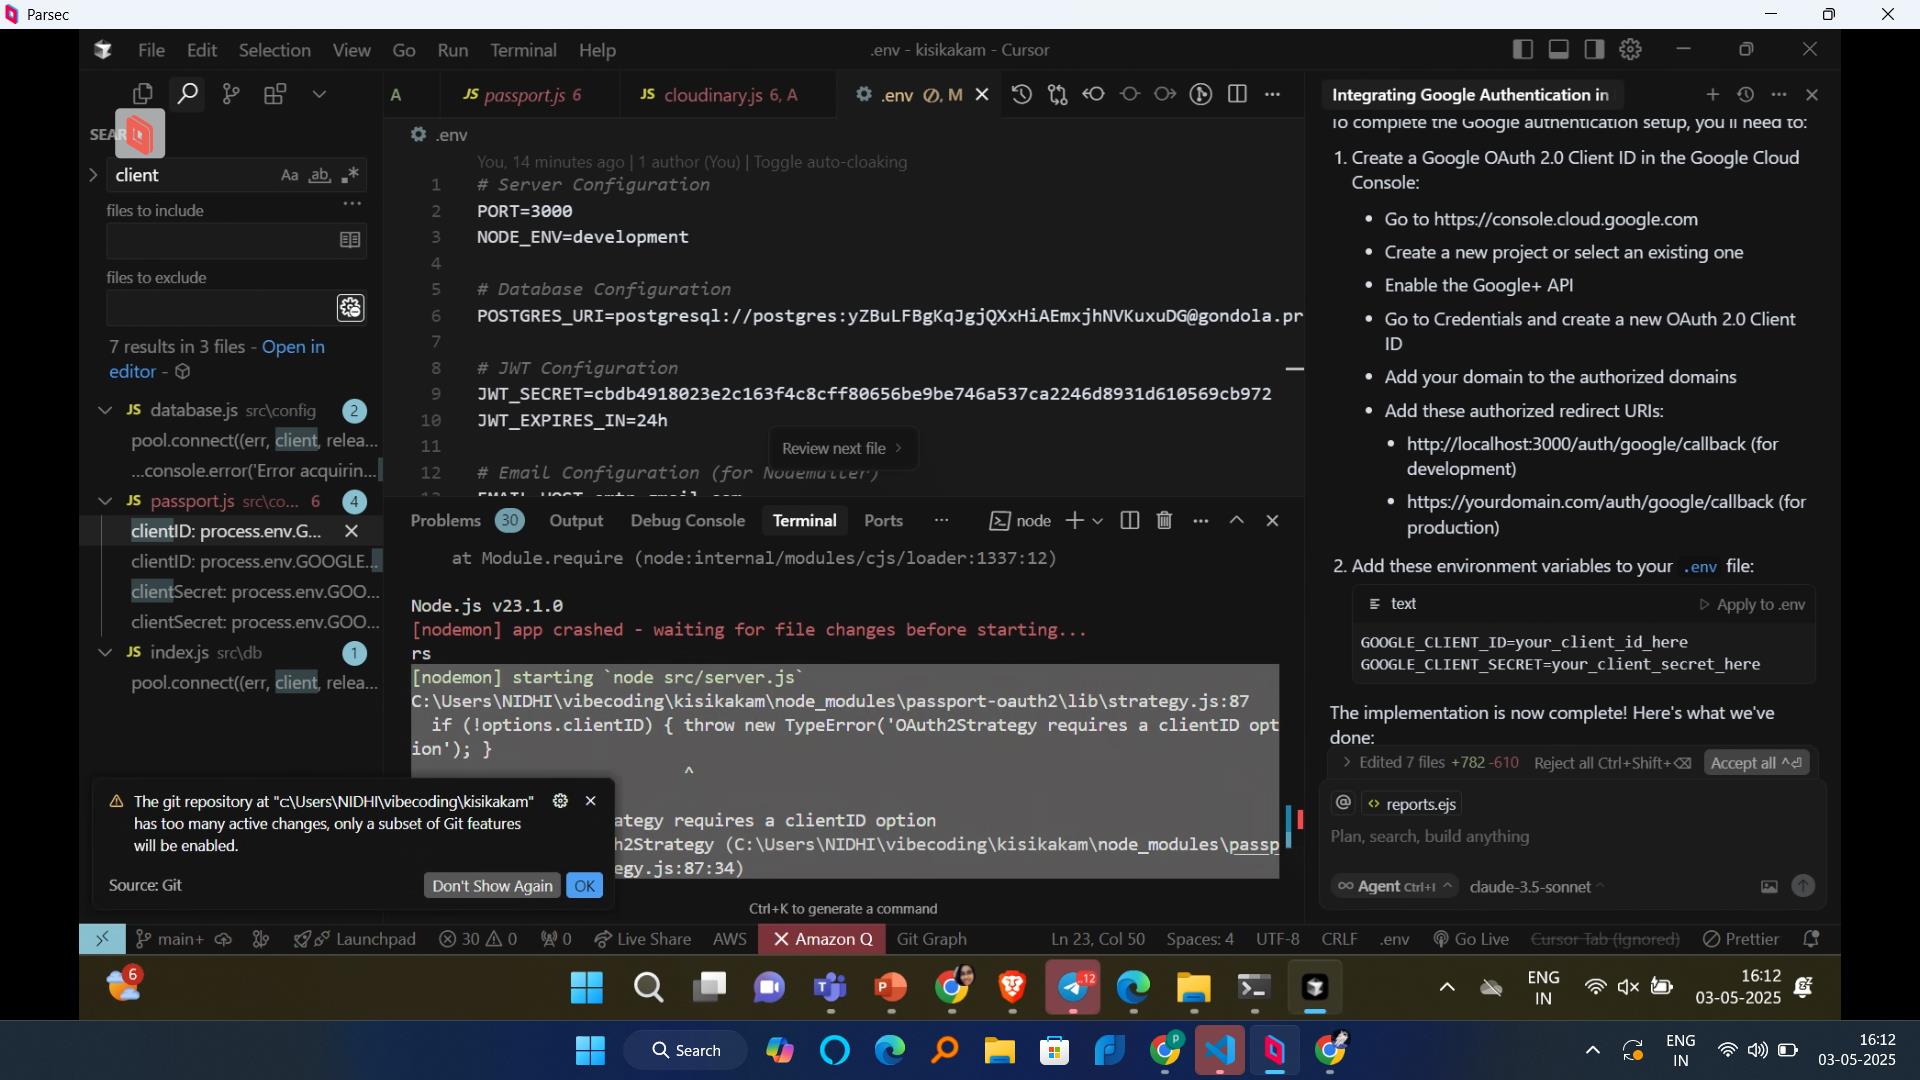 Parsec
File Edit Selection View Go Run Terminal Help
.env - kisikakam - Cursor
A
JS passport.js 6
JS cloudinary.js 6, A
.env M
SEAR
client
Aa ab
files to include
files to exclude
7 results in 3 files - Open in
editor -
JS database.js src\config 2
pool.connect((err, client, relea...
...console.error('Error acquirin...
JS passport.js src\co... 6 4
clientID: process.env.G...
clientID: process.env.GOOGLE...
clientSecret: process.env.GOO...
clientSecret: process.env.GOO...
JS index.js src\db 1
pool.connect((err, client, relea...
.env
You, 14 minutes ago | 1 author (You) | Toggle auto-cloaking
1 # Server Configuration
2 PORT=3000
3 NODE_ENV=development
4
5 # Database Configuration
6 POSTGRES_URI=postgresql://postgres:yZBuLFBgKqJgjQXxHiAEmxjhNVKuxuDG@gondola.pr
7
8 # JWT Configuration
9 JWT_SECRET=cbdb4918023e2c163f4c8cff80656be9be746a537ca2246d8931d610569cb972
10 JWT_EXPIRES_IN=24h
11
12 # Email Configuration (for Nodemailer)
Review next file
Problems 30 Output Debug Console Terminal Ports
node
at Module.require (node:internal/modules/cjs/loader:1337:12)
Node.js v23.1.0
[nodemon] app crashed - waiting for file changes before starting...
rs
[nodemon] starting `node src/server.js`
C:\Users\NIDHI\vibecoding\kisikakam\node_modules\passport-oauth2\lib\strategy.js:87
if (!options.clientID) { throw new TypeError('OAuth2Strategy requires a clientID opt
ion'); }
^
ategy requires a clientID option
h2Strategy (C:\Users\NIDHI\vibecoding\kisikakam\node_modules\passp
egy.js:87:34)
Ctrl+K to generate a command
The git repository at "c:\Users\NIDHI\vibecoding\kisikakam"
has too many active changes, only a subset of Git features
will be enabled.
Source: Git
Don't Show Again OK
Integrating Google Authentication in
To complete the Google authentication setup, you'll need to:
1. Create a Google OAuth 2.0 Client ID in the Google Cloud
Console:
• Go to https://console.cloud.google.com
• Create a new project or select an existing one
• Enable the Google+ API
• Go to Credentials and create a new OAuth 2.0 Client
ID
• Add your domain to the authorized domains
• Add these authorized redirect URIs:
• http://localhost:3000/auth/google/callback (for
development)
• https://yourdomain.com/auth/google/callback (for
production)
2. Add these environment variables to your .env file:
text
Apply to .env
GOOGLE_CLIENT_ID=your_client_id_here
GOOGLE_CLIENT_SECRET=your_client_secret_here
The implementation is now complete! Here's what we've
done:
Edited 7 files +782 -610 Reject all Ctrl+Shift+ Accept all
@ reports.ejs
Plan, search, build anything
Agent Ctrl+I claude-3.5-sonnet
main+ Launchpad 30 0 0 Live Share AWS Amazon Q Git Graph
Ln 23, Col 50 Spaces: 4 UTF-8 CRLF .env Go Live Cursor Tab (Ignored) Prettier
6
12
ENG
IN
16:12
03-05-2025
Search
P
ENG
IN
16:12
03-05-2025